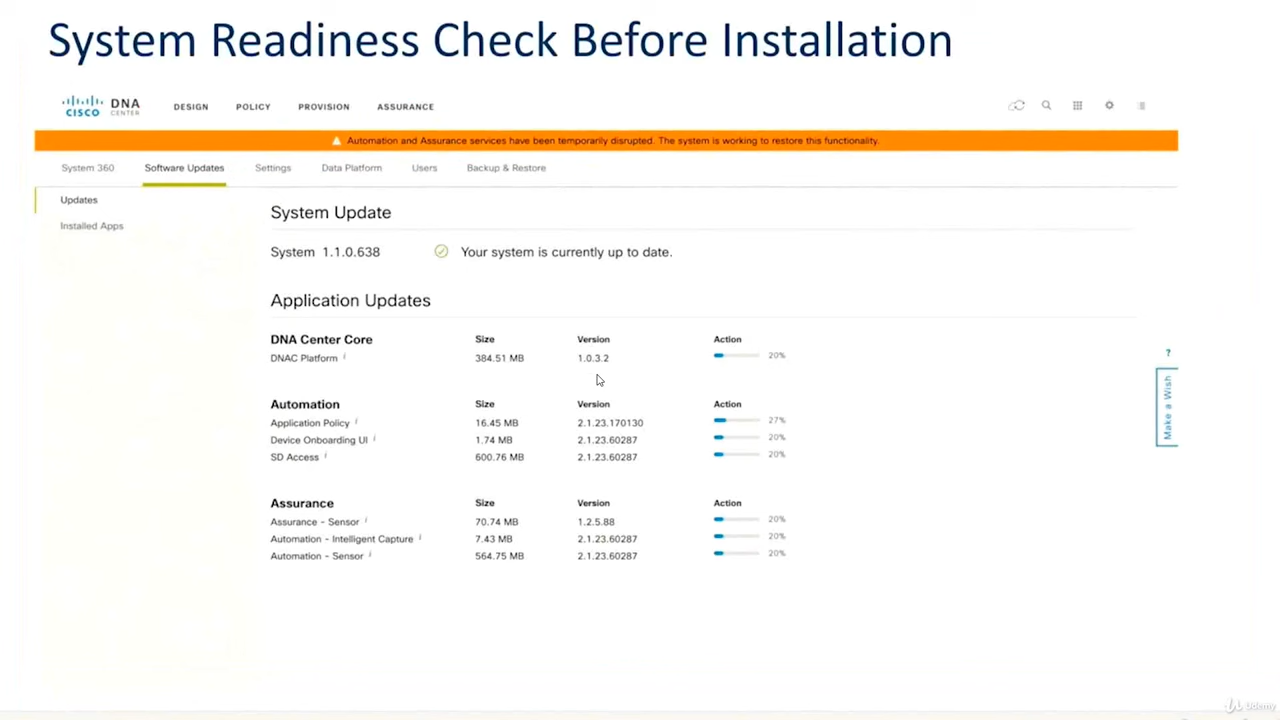 System Readiness Check Before Installation
CISCO DNA CENTER DESIGN POLICY PROVISION ASSURANCE
Automation and Assurance services have been temporarily disrupted. The system is working to restore this functionality.
System 360 Software Updates Settings Data Platform Users Backup & Restore
Updates
Installed Apps
System Update
System 1.1.0.638 Your system is currently up to date.
Application Updates
DNA Center Core Size Version Action
DNAC Platform i 384.51 MB 1.0.3.2 20%
Automation Size Version Action
Application Policy i 16.45 MB 2.1.23.170130 27%
Device Onboarding UI i 1.74 MB 2.1.23.60287 20%
SD Access i 600.76 MB 2.1.23.60287 20%
Assurance Size Version Action
Assurance - Sensor i 70.74 MB 1.2.5.88 20%
Automation - Intelligent Capture i 7.43 MB 2.1.23.60287 20%
Automation - Sensor i 564.75 MB 2.1.23.60287 20%
?
Make a Wish
Udemy